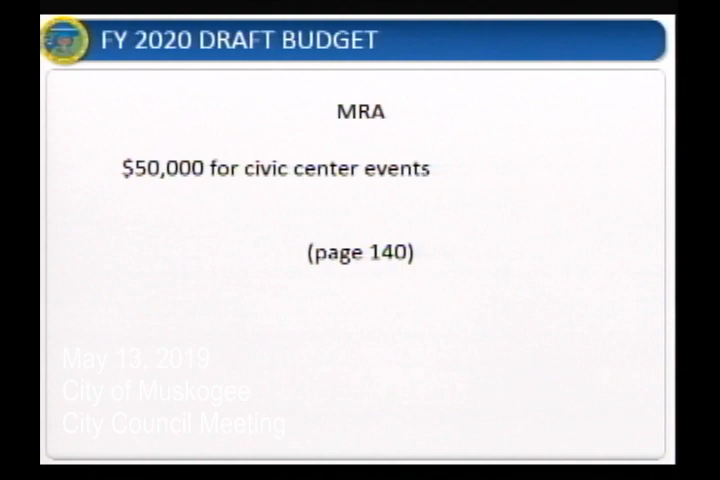 FY 2020 DRAFT BUDGET
MRA
$50,000 for civic center events
(page 140)
May 13, 2019
City of Muskogee
City Council Meeting